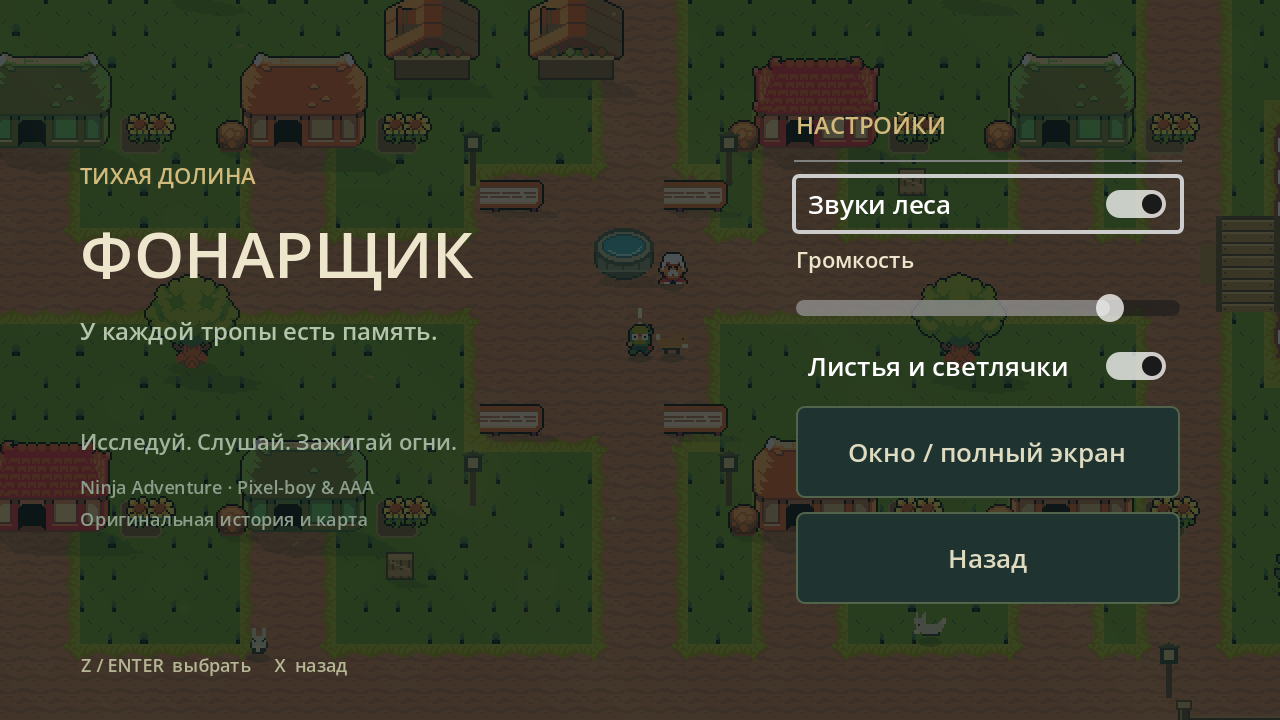 ТИХАЯ ДОЛИНА
ФОНАРЩИК
У каждой тропы есть память.
Исследуй. Слушай. Зажигай огни.
Ninja Adventure · Pixel-boy & AAA
Оригинальная история и карта
Z / ENTER выбрать X назад
НАСТРОЙКИ
Звуки леса
Громкость
Листья и светлячки
Окно / полный экран
Назад